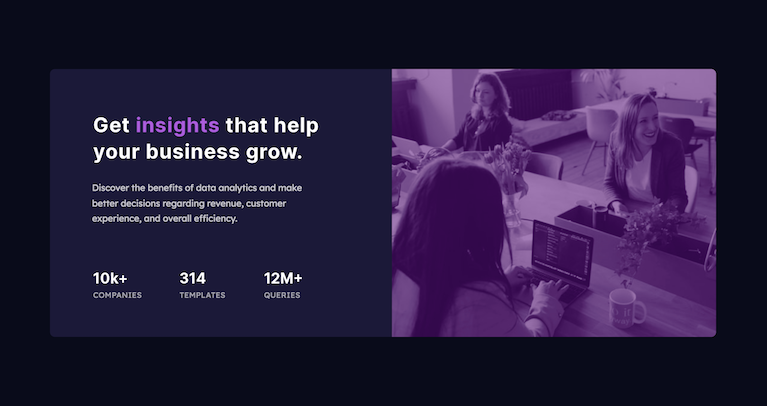 Get insights that help
your business grow.
Discover the benefits of data analytics and make
better decisions regarding revenue, customer
experience, and overall efficiency.
10k+ 314 12M+
COMPANIES TEMPLATES QUERIES